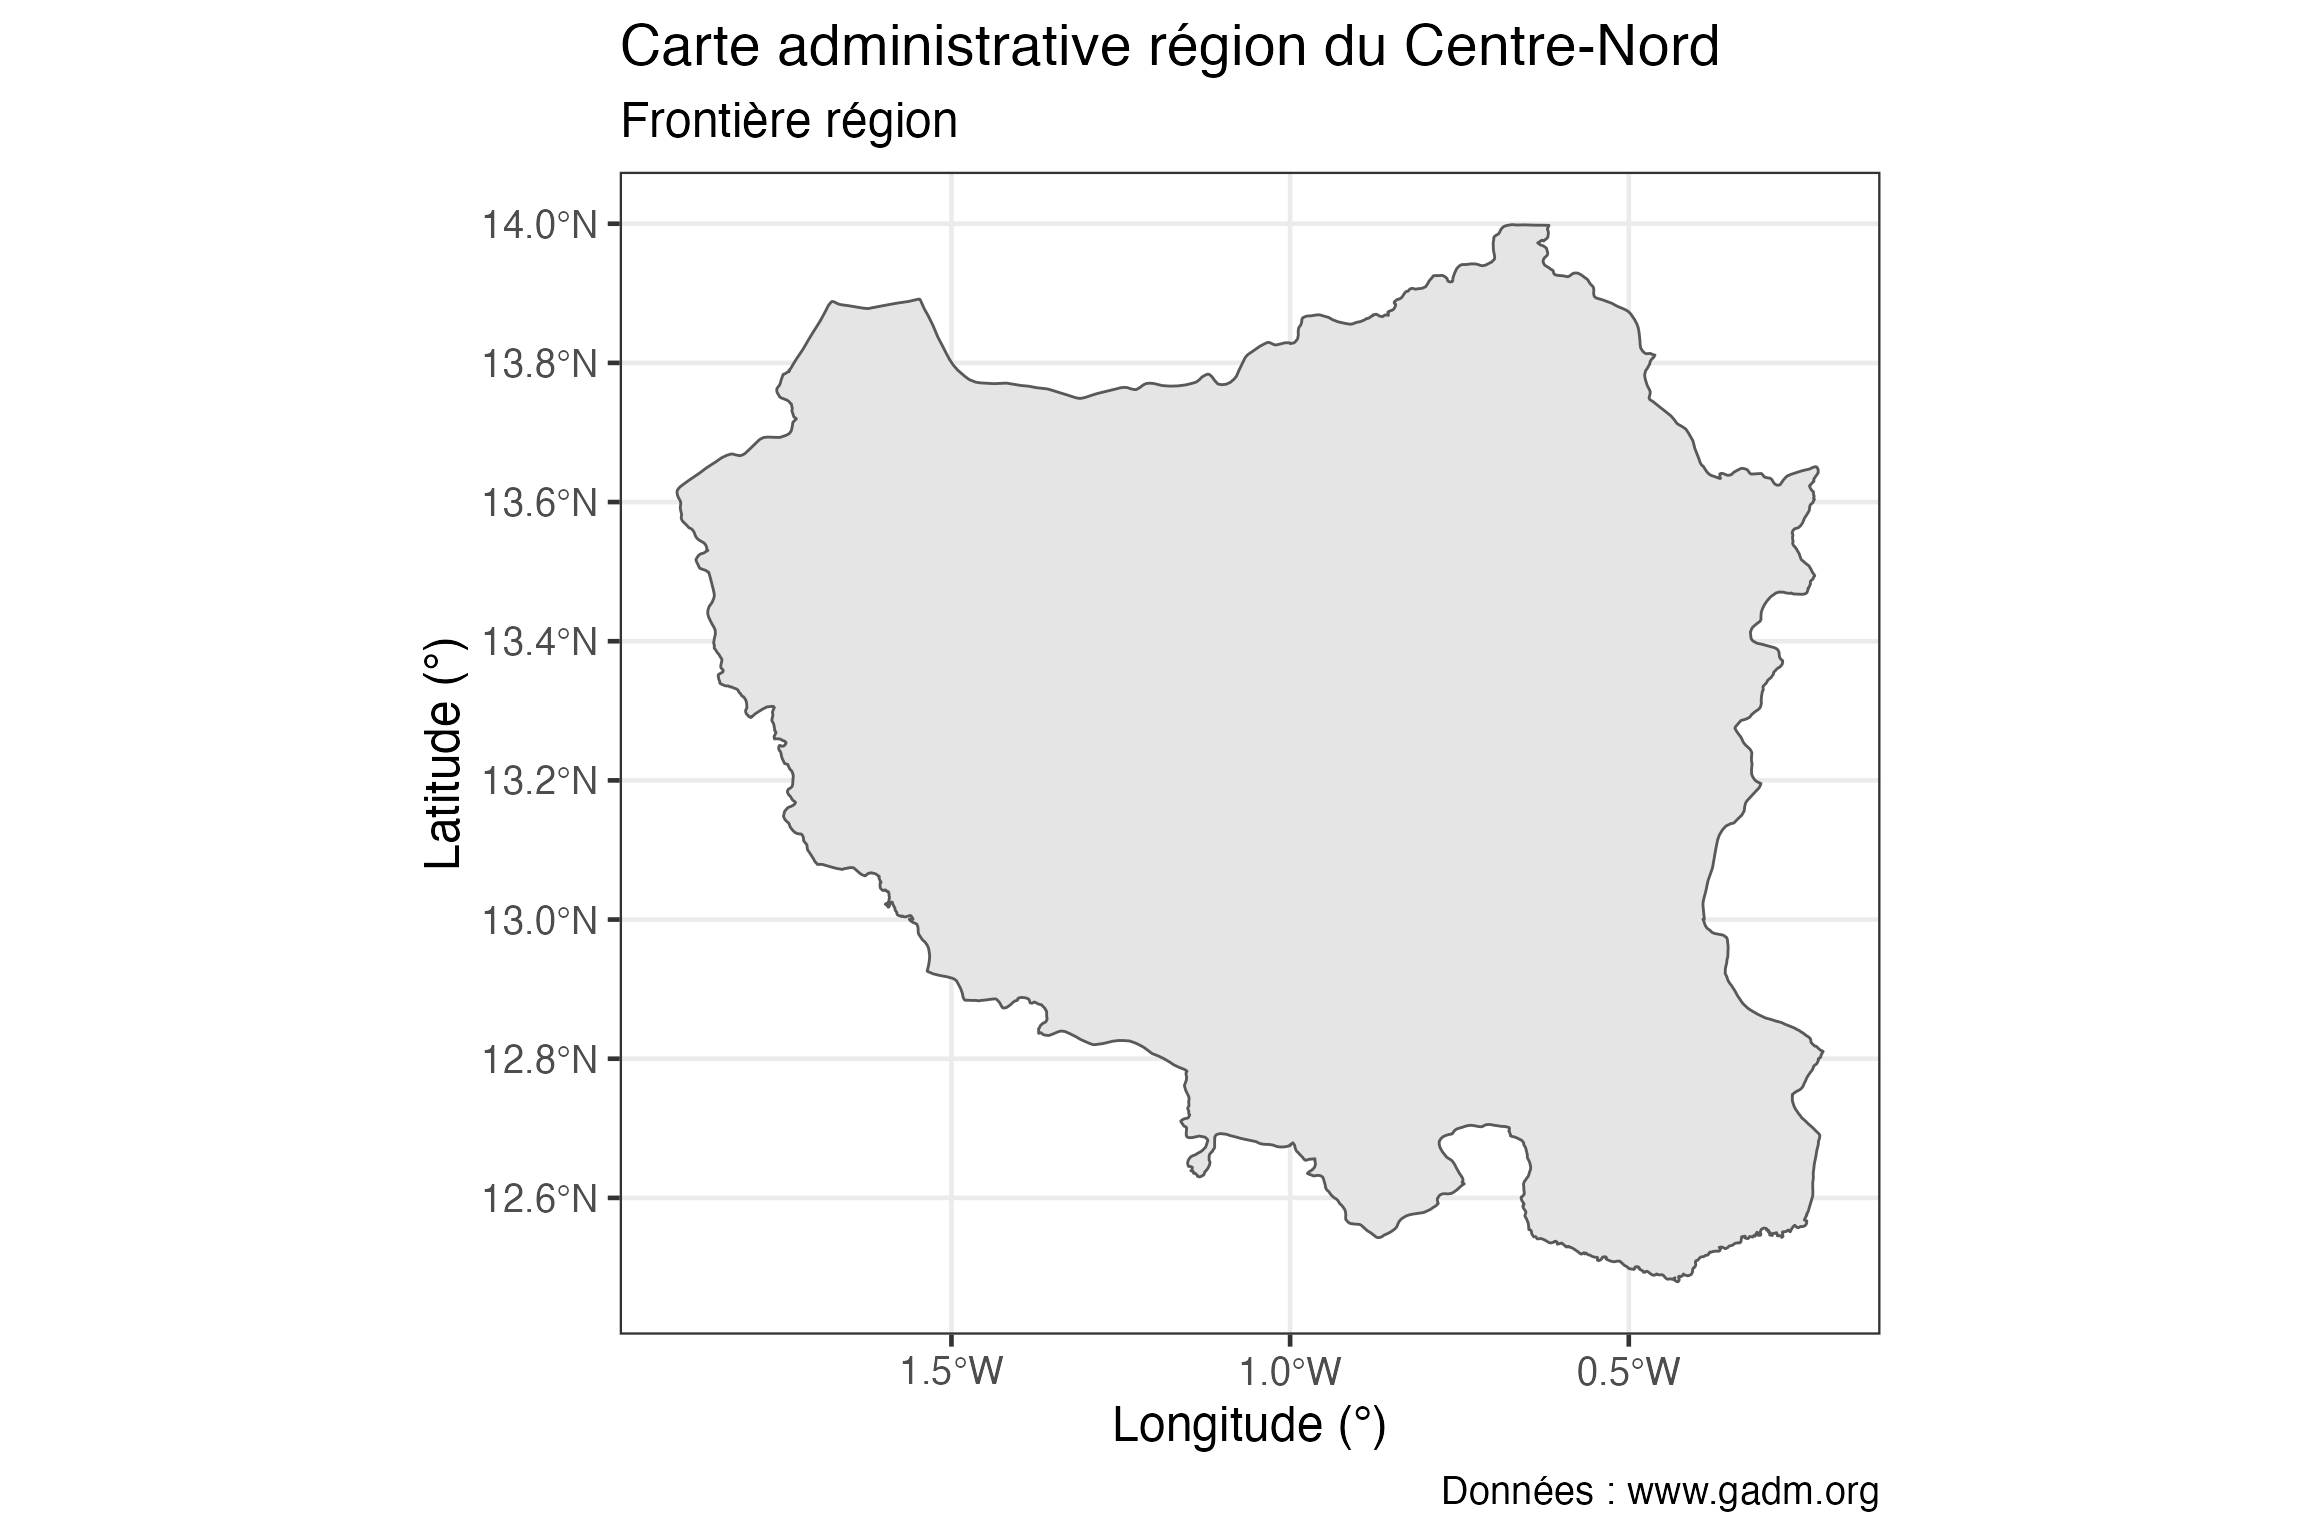 Carte administrative région du Centre-Nord
Frontière région
14.0°N
13.8°N
13.6°N
13.4°N
13.2°N
13.0°N
12.8°N
12.6°N
Latitude (°)
1.5°W
1.0°W
0.5°W
Longitude (°)
Données : www.gadm.org